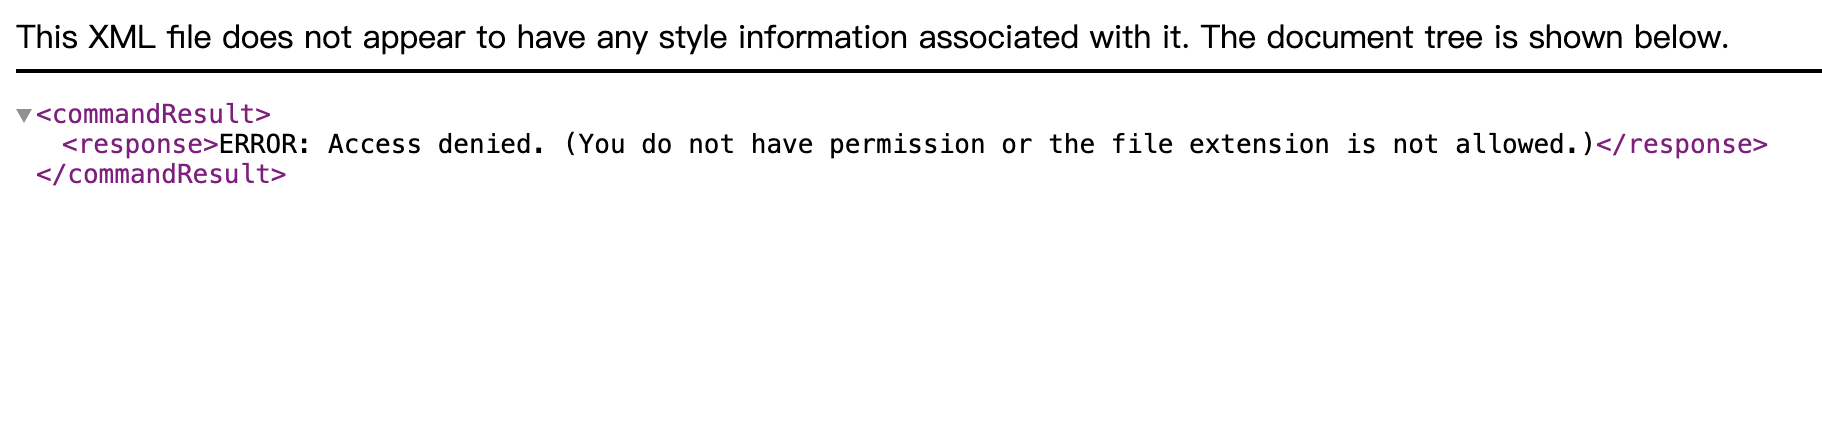 This XML file does not appear to have any style information associated with it. The document tree is shown below.
▼<commandResult>
<response>ERROR: Access denied. (You do not have permission or the file extension is not allowed.)</response>
</commandResult>